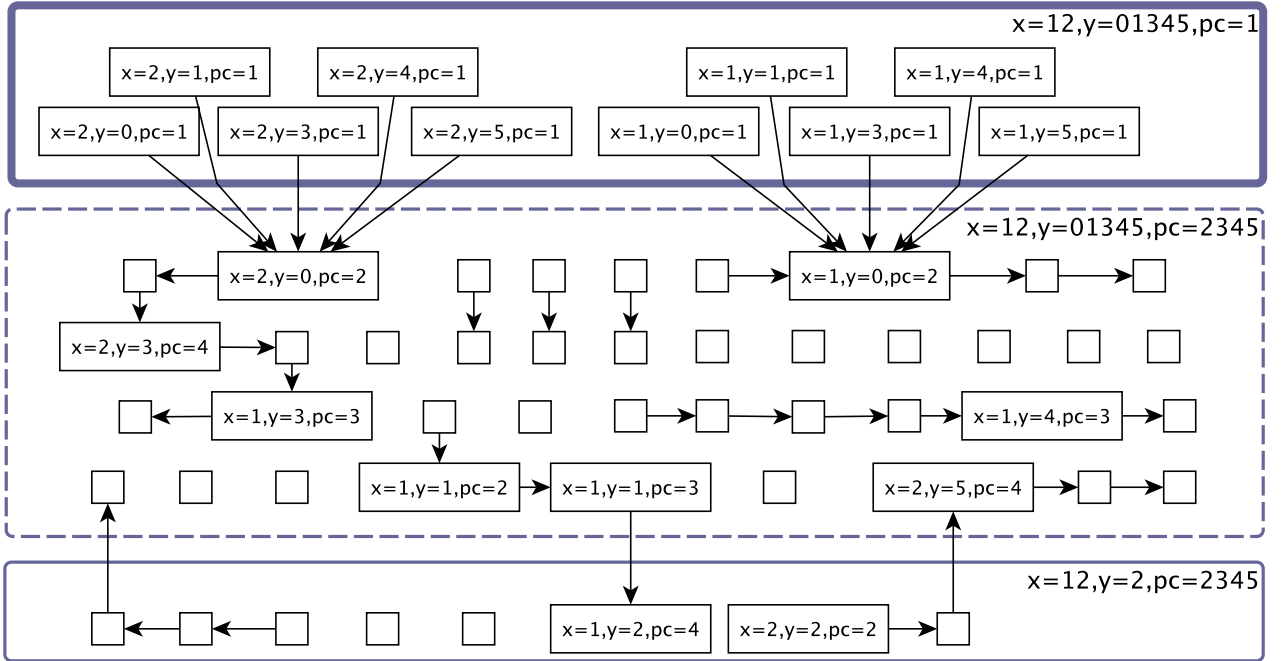 x=12,y=01345,pc=1
x=2,y=1,pc=1
x=2,y=4,pc=1
x=1,y=1,pc=1
x=1,y=4,pc=1
x=2,y=0,pc=1
x=2,y=3,pc=1
x=2,y=5,pc=1
x=1,y=0,pc=1
x=1,y=3,pc=1
x=1,y=5,pc=1
x=12,y=01345,pc=2345
x=2,y=0,pc=2
x=1,y=0,pc=2
x=2,y=3,pc=4
x=1,y=3,pc=3
x=1,y=4,pc=3
x=1,y=1,pc=2
x=1,y=1,pc=3
x=2,y=5,pc=4
x=12,y=2,pc=2345
x=1,y=2,pc=4
x=2,y=2,pc=2